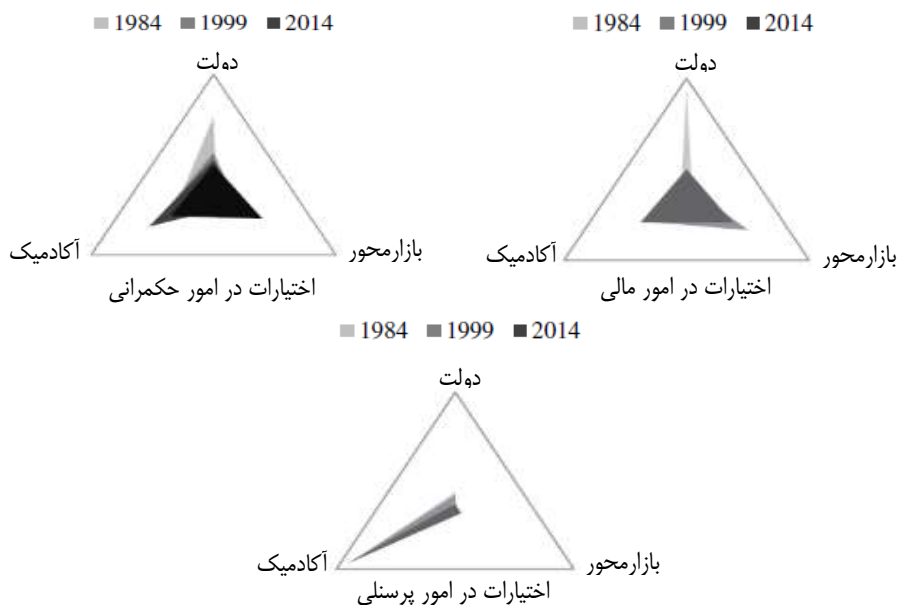 1984 1999 2014
دولت
آکادمیک
بازارمحور
اختیارات در امور حکمرانی
1984 1999 2014
دولت
آکادمیک
بازارمحور
اختیارات در امور مالی
1984 1999 2014
دولت
آکادمیک
بازارمحور
اختیارات در امور پرسنلی